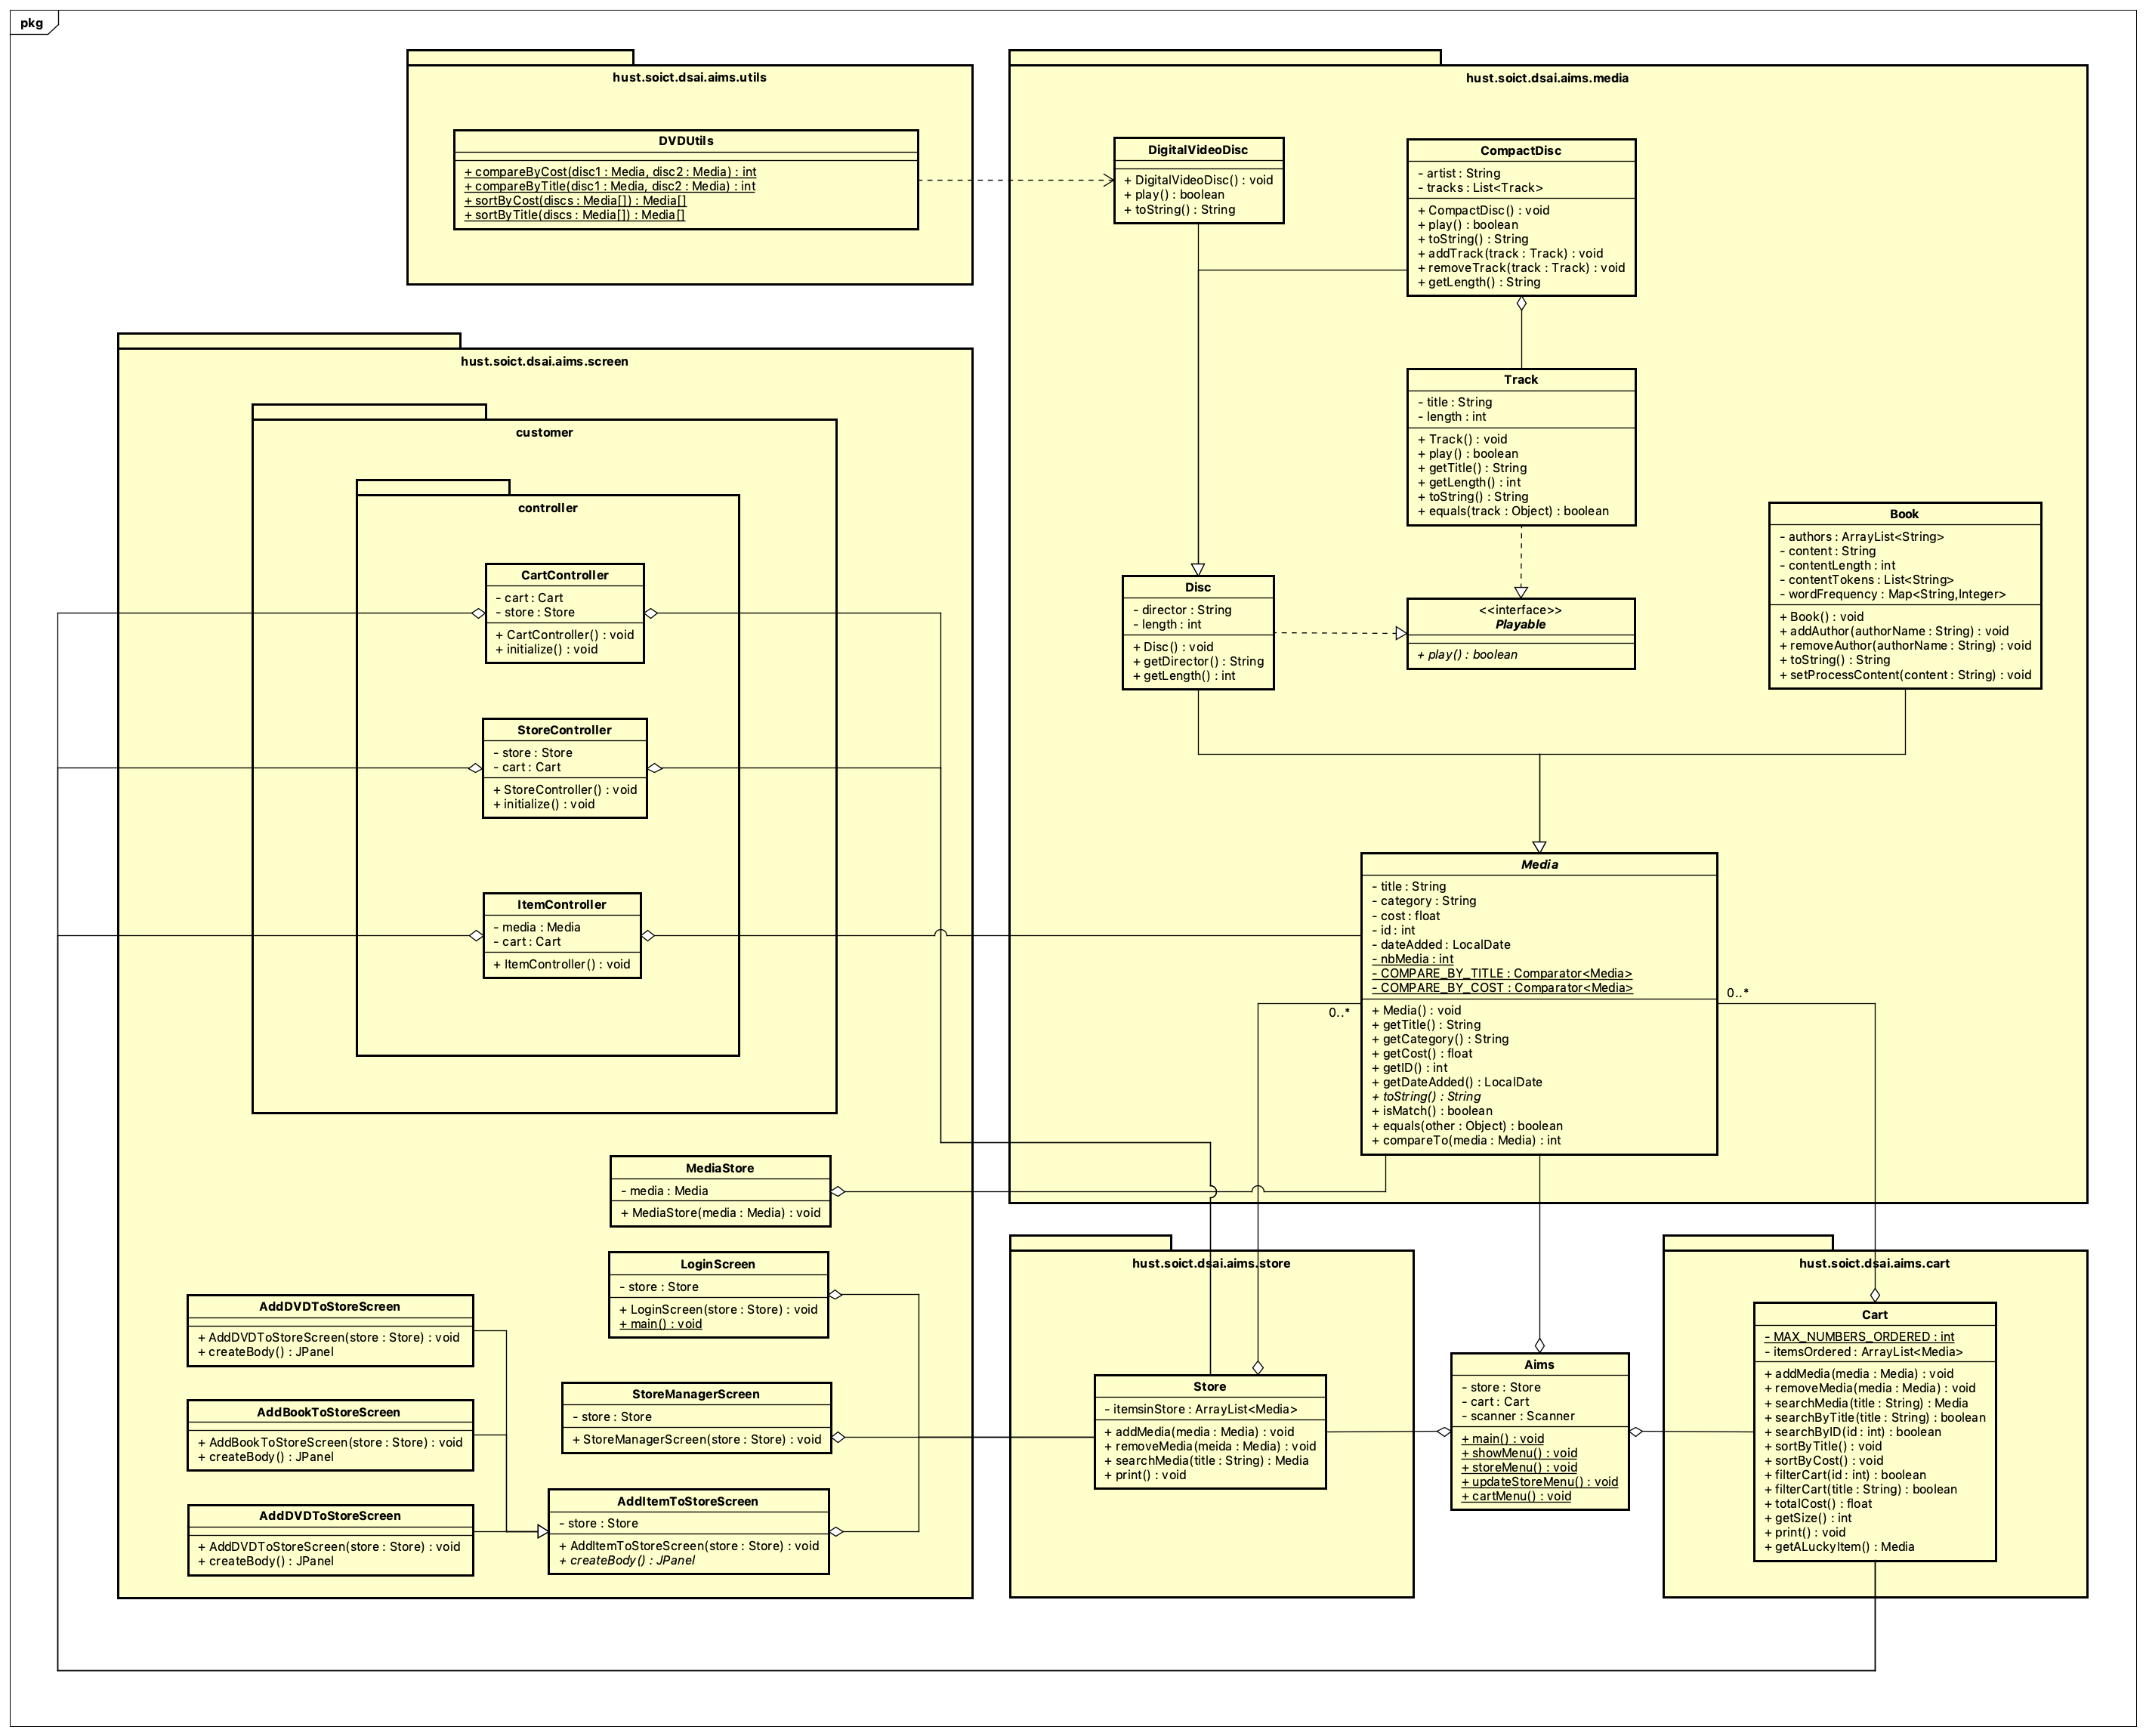 pkg
hust.soict.dsai.aims.utils
DVDUtils
+ compareByCost(disc1 : Media, disc2 : Media) : int
+ compareByTitle(disc1 : Media, disc2 : Media) : int
+ sortByCost(discs : Media[]) : Media[]
+ sortByTitle(discs : Media[]) : Media[]
hust.soict.dsai.aims.media
DigitalVideoDisc
+ DigitalVideoDisc() : void
+ play() : boolean
+ toString() : String
CompactDisc
- artist : String
- tracks : List<Track>
+ CompactDisc() : void
+ play() : boolean
+ toString() : String
+ addTrack(track : Track) : void
+ removeTrack(track : Track) : void
+ getLength() : String
Track
- title : String
- length : int
+ Track() : void
+ play() : boolean
+ getTitle() : String
+ getLength() : int
+ toString() : String
+ equals(track : Object) : boolean
Book
- authors : ArrayList<String>
- content : String
- contentLength : int
- contentTokens : List<String>
- wordFrequency : Map<String,Integer>
+ Book() : void
+ addAuthor(authorName : String) : void
+ removeAuthor(authorName : String) : void
+ toString() : String
+ setProcessContent(content : String) : void
Disc
- director : String
- length : int
+ Disc() : void
+ getDirector() : String
+ getLength() : int
<<interface>>
Playable
+ play() : boolean
Media
- title : String
- category : String
- cost : float
- id : int
- dateAdded : LocalDate
- nbMedia : int
- COMPARE_BY_TITLE : Comparator<Media>
- COMPARE_BY_COST : Comparator<Media>
+ Media() : void
+ getTitle() : String
+ getCategory() : String
+ getCost() : float
+ getID() : int
+ getDateAdded() : LocalDate
+ toString() : String
+ isMatch() : boolean
+ equals(other : Object) : boolean
+ compareTo(media : Media) : int
0..*
0..*
hust.soict.dsai.aims.screen
customer
controller
CartController
- cart : Cart
- store : Store
+ CartController() : void
+ initialize() : void
StoreController
- store : Store
- cart : Cart
+ StoreController() : void
+ initialize() : void
ItemController
- media : Media
- cart : Cart
+ ItemController() : void
MediaStore
- media : Media
+ MediaStore(media : Media) : void
LoginScreen
- store : Store
+ LoginScreen(store : Store) : void
+ main() : void
AddDVDToStoreScreen
+ AddDVDToStoreScreen(store : Store) : void
+ createBody() : JPanel
StoreManagerScreen
- store : Store
+ StoreManagerScreen(store : Store) : void
AddBookToStoreScreen
+ AddBookToStoreScreen(store : Store) : void
+ createBody() : JPanel
AddItemToStoreScreen
- store : Store
+ AddItemToStoreScreen(store : Store) : void
+ createBody() : JPanel
AddDVDToStoreScreen
+ AddDVDToStoreScreen(store : Store) : void
+ createBody() : JPanel
hust.soict.dsai.aims.store
Store
- itemsinStore : ArrayList<Media>
+ addMedia(media : Media) : void
+ removeMedia(meida : Media) : void
+ searchMedia(title : String) : Media
+ print() : void
Aims
- store : Store
- cart : Cart
- scanner : Scanner
+ main() : void
+ showMenu() : void
+ storeMenu() : void
+ updateStoreMenu() : void
+ cartMenu() : void
hust.soict.dsai.aims.cart
Cart
- MAX_NUMBERS_ORDERED : int
- itemsOrdered : ArrayList<Media>
+ addMedia(media : Media) : void
+ removeMedia(media : Media) : void
+ searchMedia(title : String) : Media
+ searchByTitle(title : String) : boolean
+ searchByID(id : int) : boolean
+ sortByTitle() : void
+ sortByCost() : void
+ filterCart(id : int) : boolean
+ filterCart(title : String) : boolean
+ totalCost() : float
+ getSize() : int
+ print() : void
+ getALuckyItem() : Media